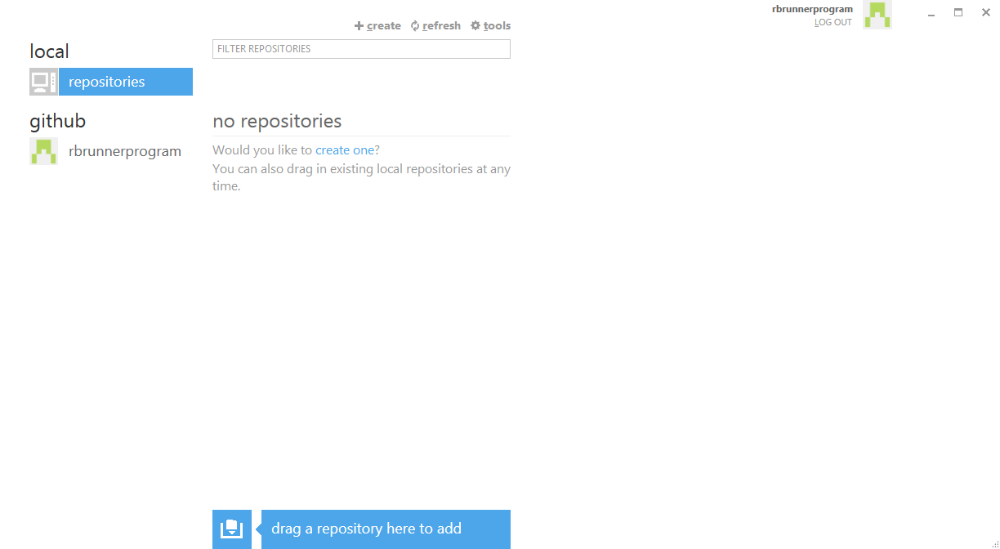 rbrunnerprogram
LOG OUT
create refresh tools
local
FILTER REPOSITORIES
repositories
github
rbrunnerprogram
no repositories
Would you like to create one?
You can also drag in existing local repositories at any
time.
drag a repository here to add